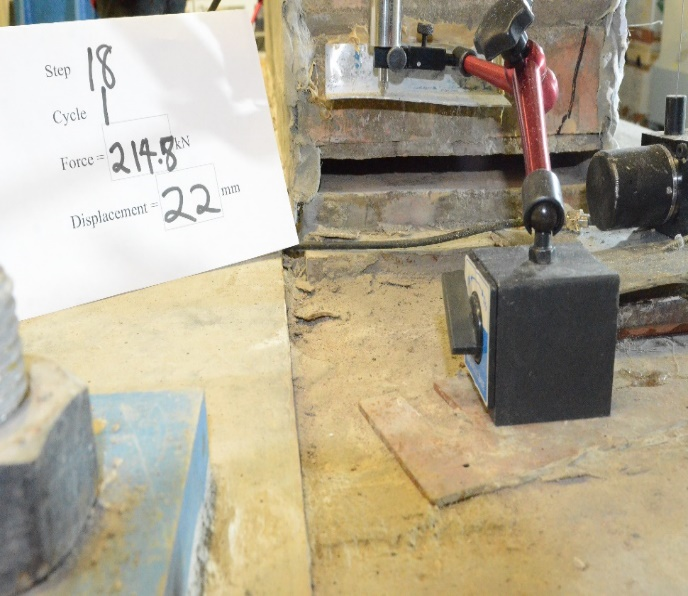 Step 18
Cycle 1
Force = 214.8 kN
Displacement = 22 mm